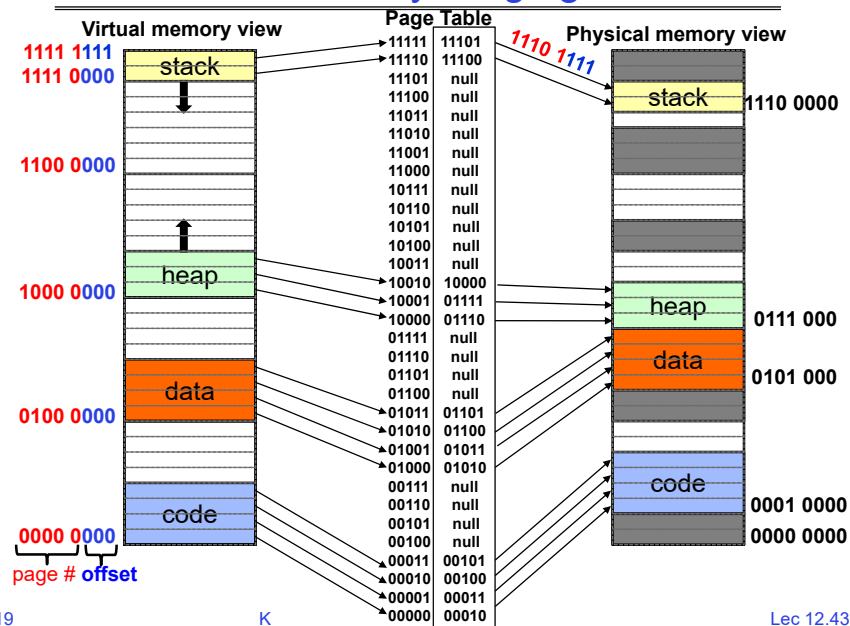 Page Table
Virtual memory view
Physical memory view
1111 1111
1111 0000
1100 0000
1000 0000
0100 0000
0000 0000
page # offset
stack
heap
data
code
11111 11101
11110 11100
11101 null
11100 null
11011 null
11010 null
11001 null
11000 null
10111 null
10110 null
10101 null
10100 null
10011 null
10010 10000
10001 01111
10000 01110
01111 null
01110 null
01101 null
01100 null
01011 01101
01010 01100
01001 01011
01000 01010
00111 null
00110 null
00101 null
00100 null
00011 00101
00010 00100
00001 00011
00000 00010
1110 1111
stack
1110 0000
heap
0111 000
data
0101 000
code
0001 0000
0000 0000
19
K
Lec 12.43